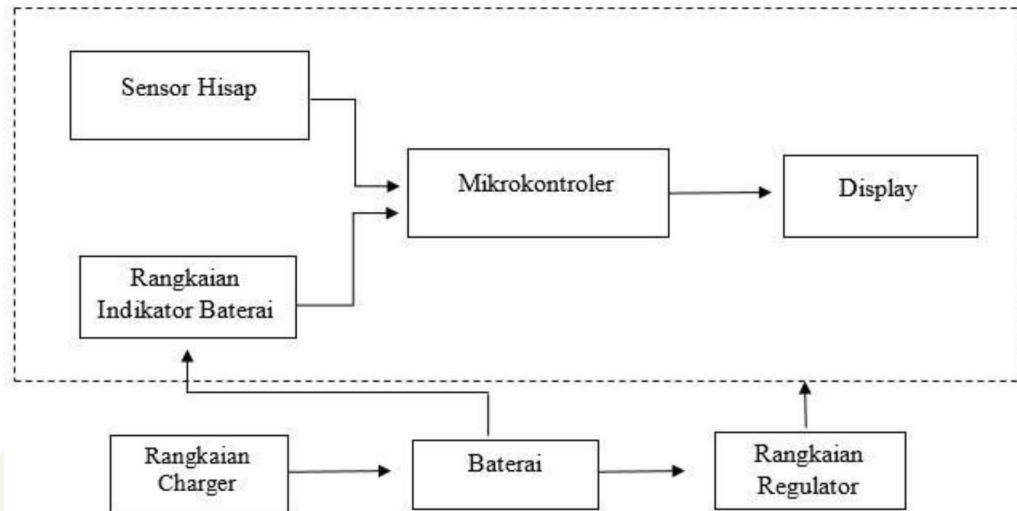 Sensor Hisap
Mikrokontroler
Display
Rangkaian
Indikator Baterai
Rangkaian
Charger
Baterai
Rangkaian
Regulator